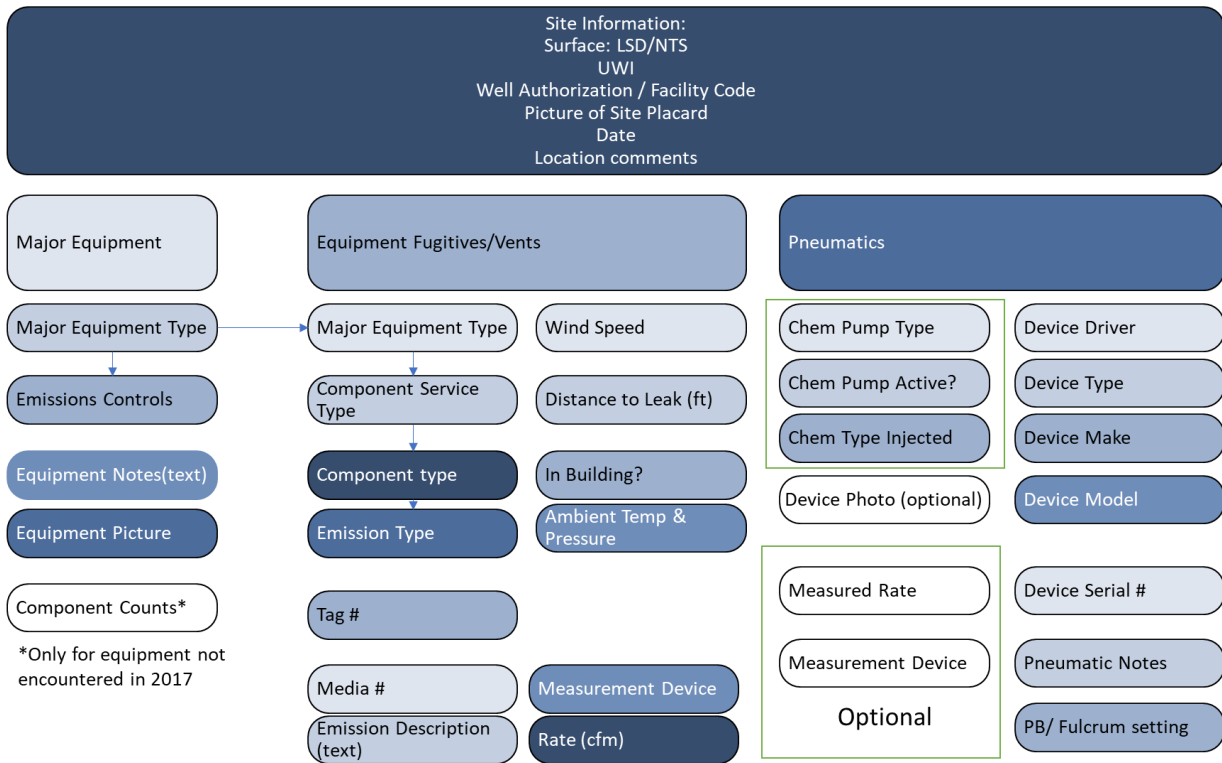 Site Information:
Surface: LSD/NTS
UWI
Well Authorization / Facility Code
Picture of Site Placard
Date
Location comments
Major Equipment
Major Equipment Type
Emissions Controls
Equipment Notes(text)
Equipment Picture
Component Counts*
*Only for equipment not
encountered in 2017
Equipment Fugitives/Vents
Major Equipment Type
Component Service
Type
Component type
Emission Type
Tag #
Media #
Emission Description
(text)
Wind Speed
Distance to Leak (ft)
In Building?
Ambient Temp &
Pressure
Measurement Device
Rate (cfm)
Pneumatics
Chem Pump Type
Chem Pump Active?
Chem Type Injected
Device Photo (optional)
Measured Rate
Measurement Device
Optional
Device Driver
Device Type
Device Make
Device Model
Device Serial #
Pneumatic Notes
PB/ Fulcrum setting